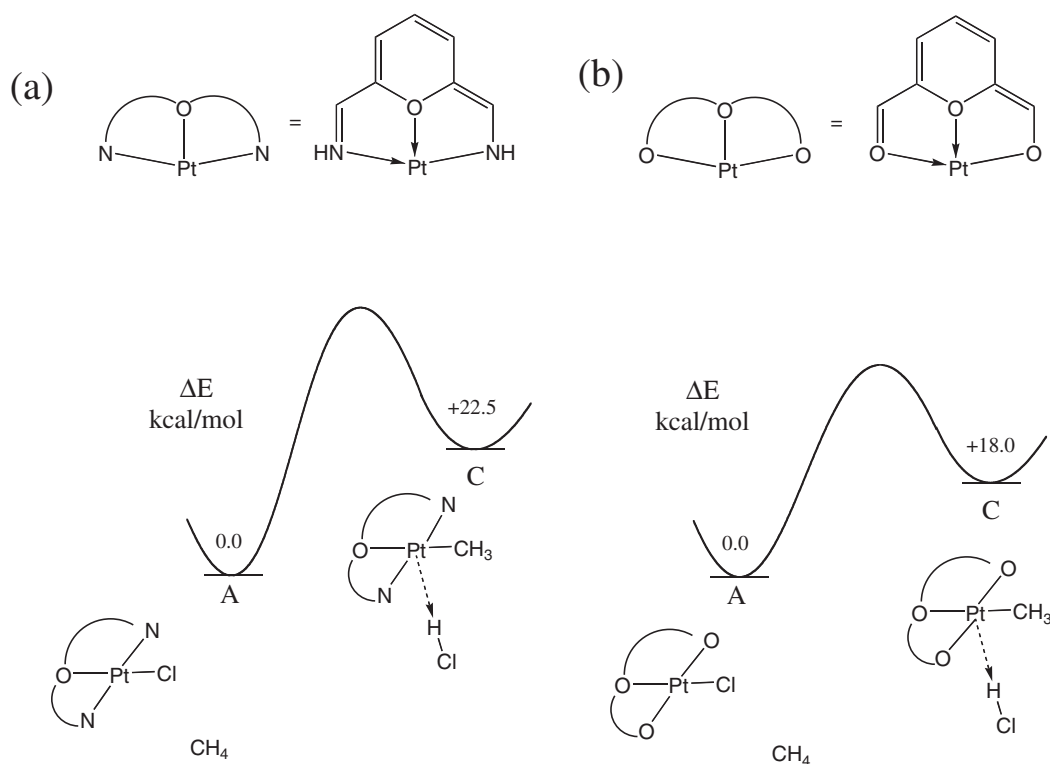 (a)
O
N
Pt
N
=
O
HN
Pt
NH
(b)
O
O
Pt
O
=
O
O
Pt
O
ΔE
kcal/mol
+22.5
C
0.0
A
N
O
Pt
CH3
N
H
Cl
N
O
Pt
Cl
N
CH4
ΔE
kcal/mol
+18.0
C
0.0
A
O
O
Pt
CH3
O
H
Cl
O
O
Pt
Cl
O
CH4